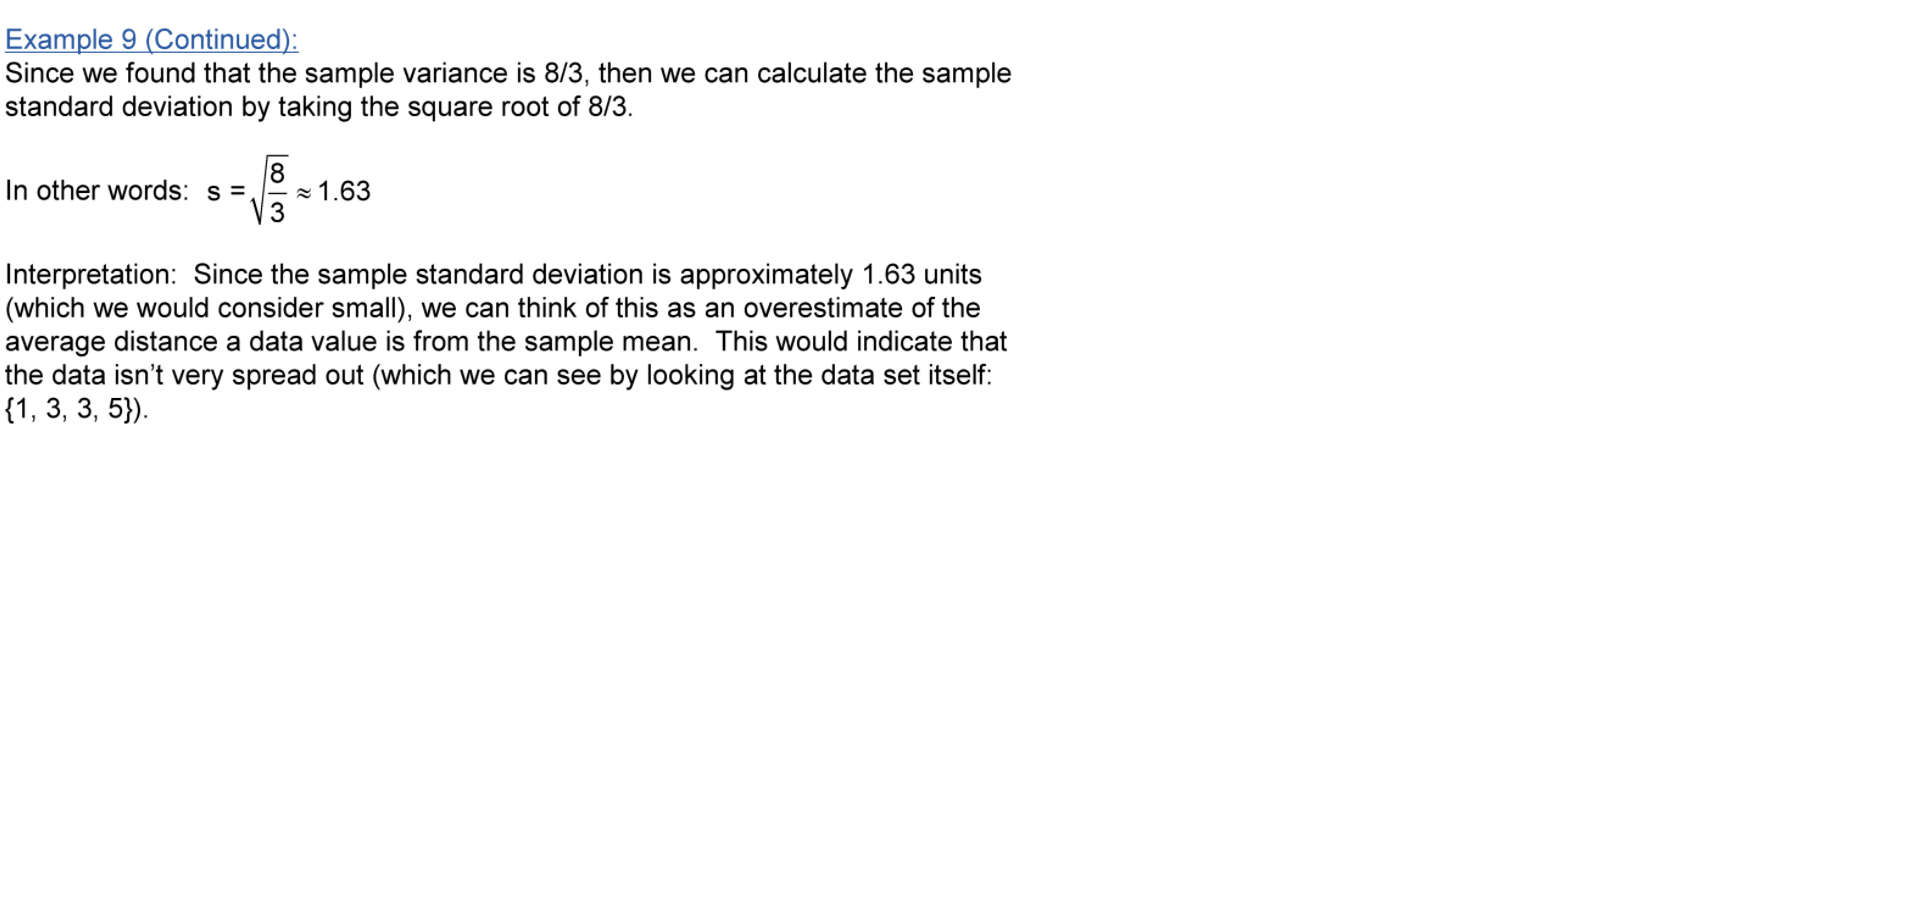 Example 9 (Continued):
Since we found that the sample variance is 8/3, then we can calculate the sample
standard deviation by taking the square root of 8/3.
In other words:  s = √(8/3) ≈ 1.63
Interpretation:  Since the sample standard deviation is approximately 1.63 units
(which we would consider small), we can think of this as an overestimate of the
average distance a data value is from the sample mean.  This would indicate that
the data isn’t very spread out (which we can see by looking at the data set itself:
{1, 3, 3, 5}).